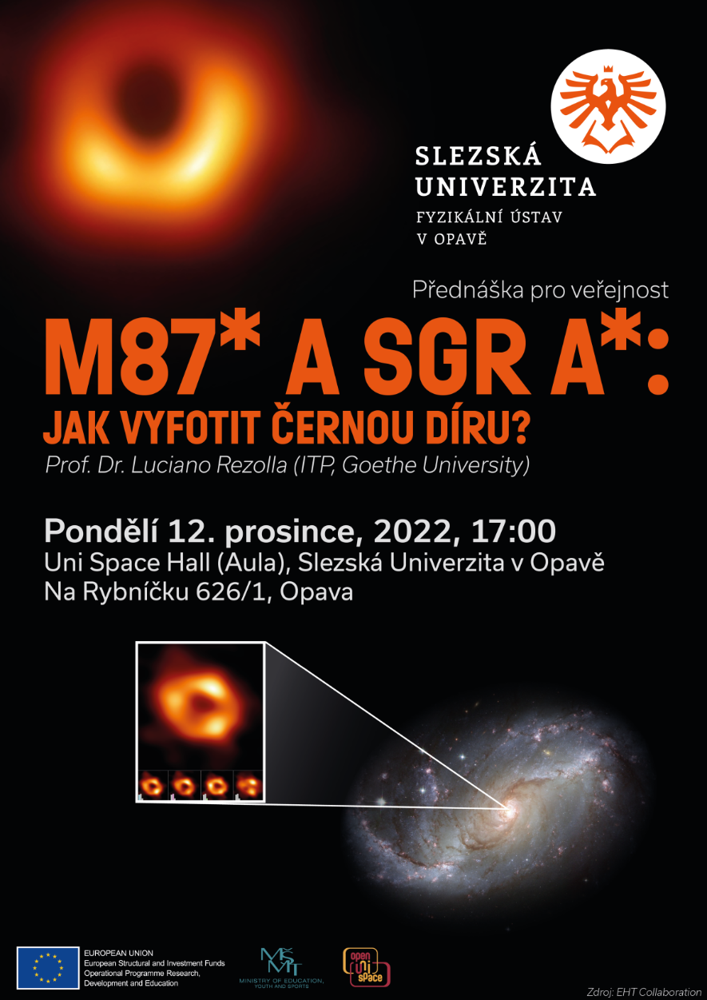 SLEZSKÁ
UNIVERZITA
FYZIKÁLNÍ ÚSTAV
V OPAVĚ
Přednáška pro veřejnost
M87* A SGR A*:
JAK VYFOTIT ČERNOU DÍRU?
Prof. Dr. Luciano Rezolla (ITP, Goethe University)
Pondělí 12. prosince, 2022, 17:00
Uni Space Hall (Aula), Slezská Univerzita v Opavě
Na Rybníčku 626/1, Opava
EUROPEAN UNION
European Structural and Investment Funds
Operational Programme Research,
Development and Education
MŠMT
MINISTRY OF EDUCATION,
YOUTH AND SPORTS
open
uni
space
Zdroj: EHT Collaboration